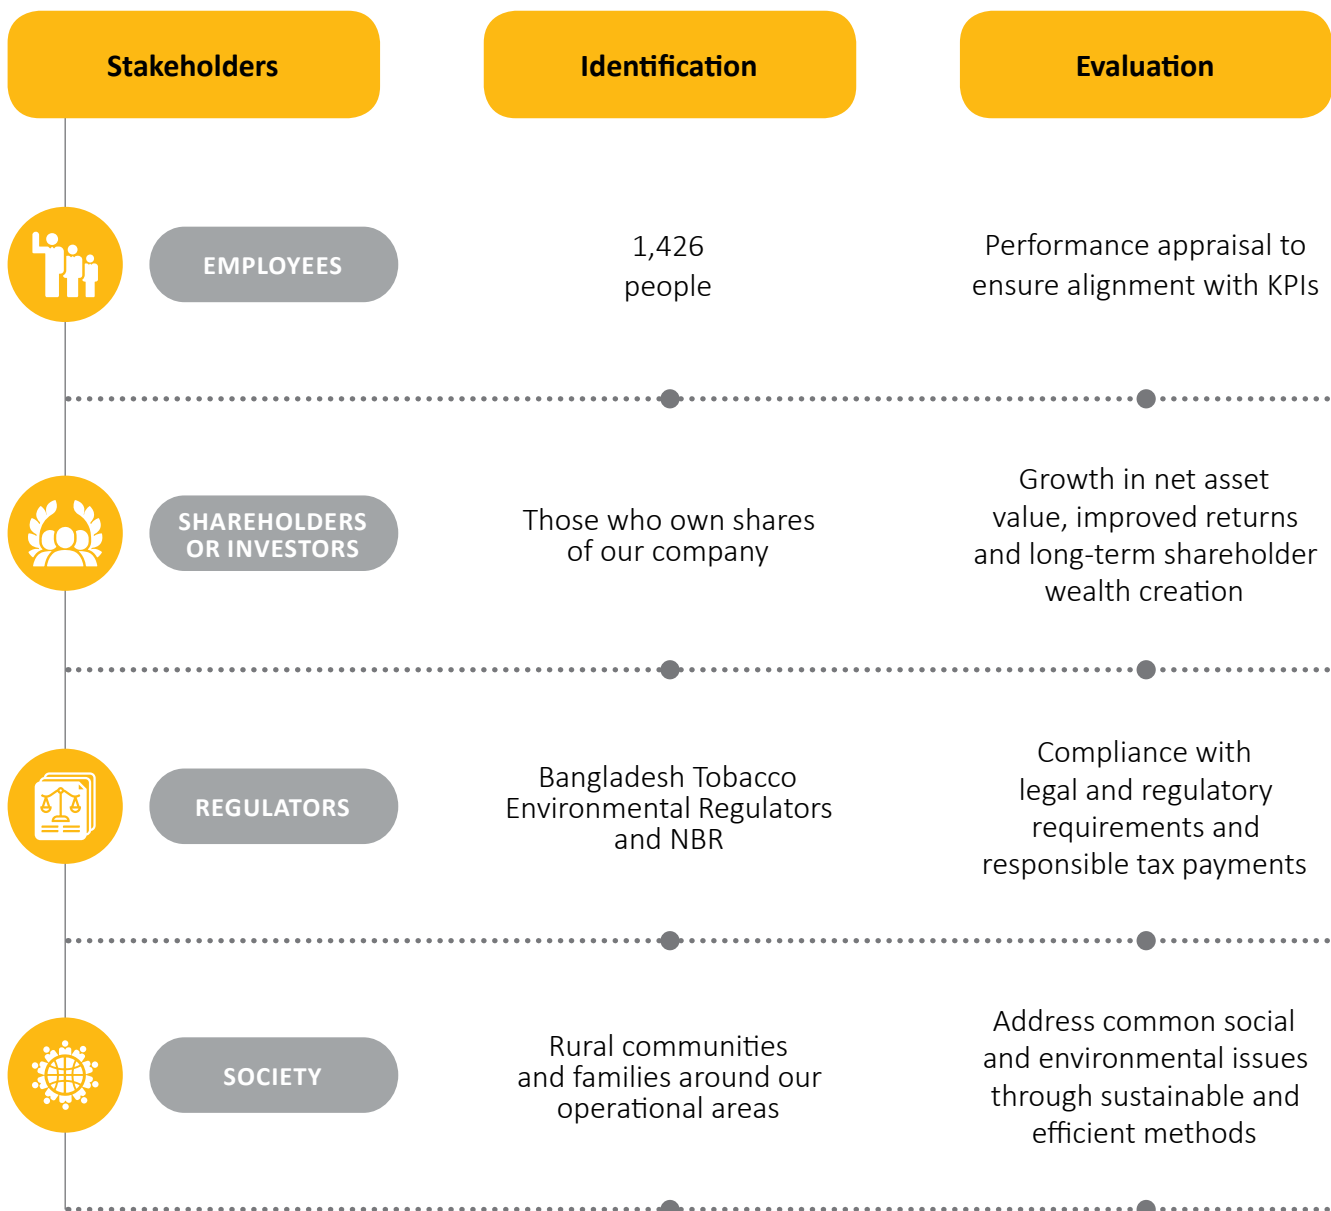 Stakeholders
Identification
Evaluation
EMPLOYEES
1,426
people
Performance appraisal to
ensure alignment with KPIs
SHAREHOLDERS
OR INVESTORS
Those who own shares
of our company
Growth in net asset
value, improved returns
and long-term shareholder
wealth creation
REGULATORS
Bangladesh Tobacco
Environmental Regulators
and NBR
Compliance with
legal and regulatory
requirements and
responsible tax payments
SOCIETY
Rural communities
and families around our
operational areas
Address common social
and environmental issues
through sustainable and
efficient methods